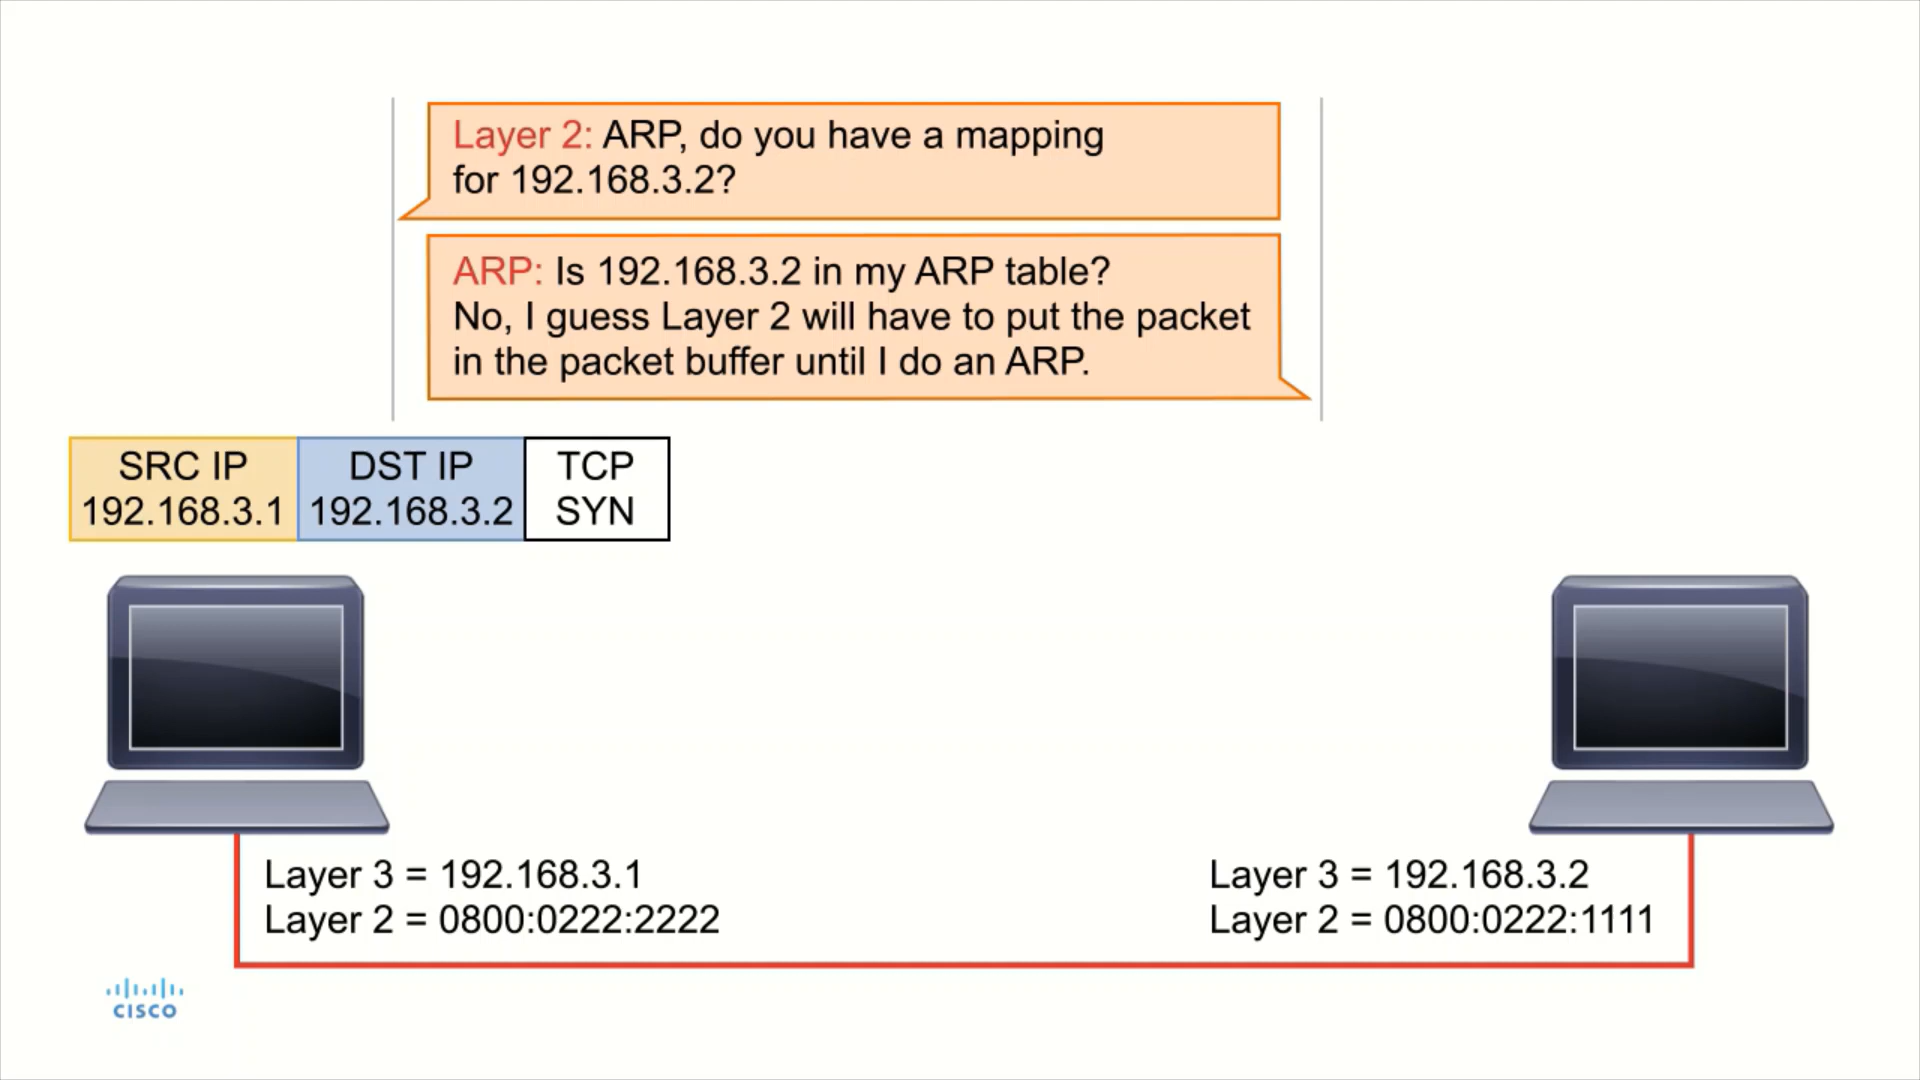 Layer 2: ARP, do you have a mapping
for 192.168.3.2?
ARP: Is 192.168.3.2 in my ARP table?
No, I guess Layer 2 will have to put the packet
in the packet buffer until I do an ARP.
SRC IP
192.168.3.1
DST IP
192.168.3.2
TCP
SYN
Layer 3 = 192.168.3.1
Layer 2 = 0800:0222:2222
Layer 3 = 192.168.3.2
Layer 2 = 0800:0222:1111
CISCO